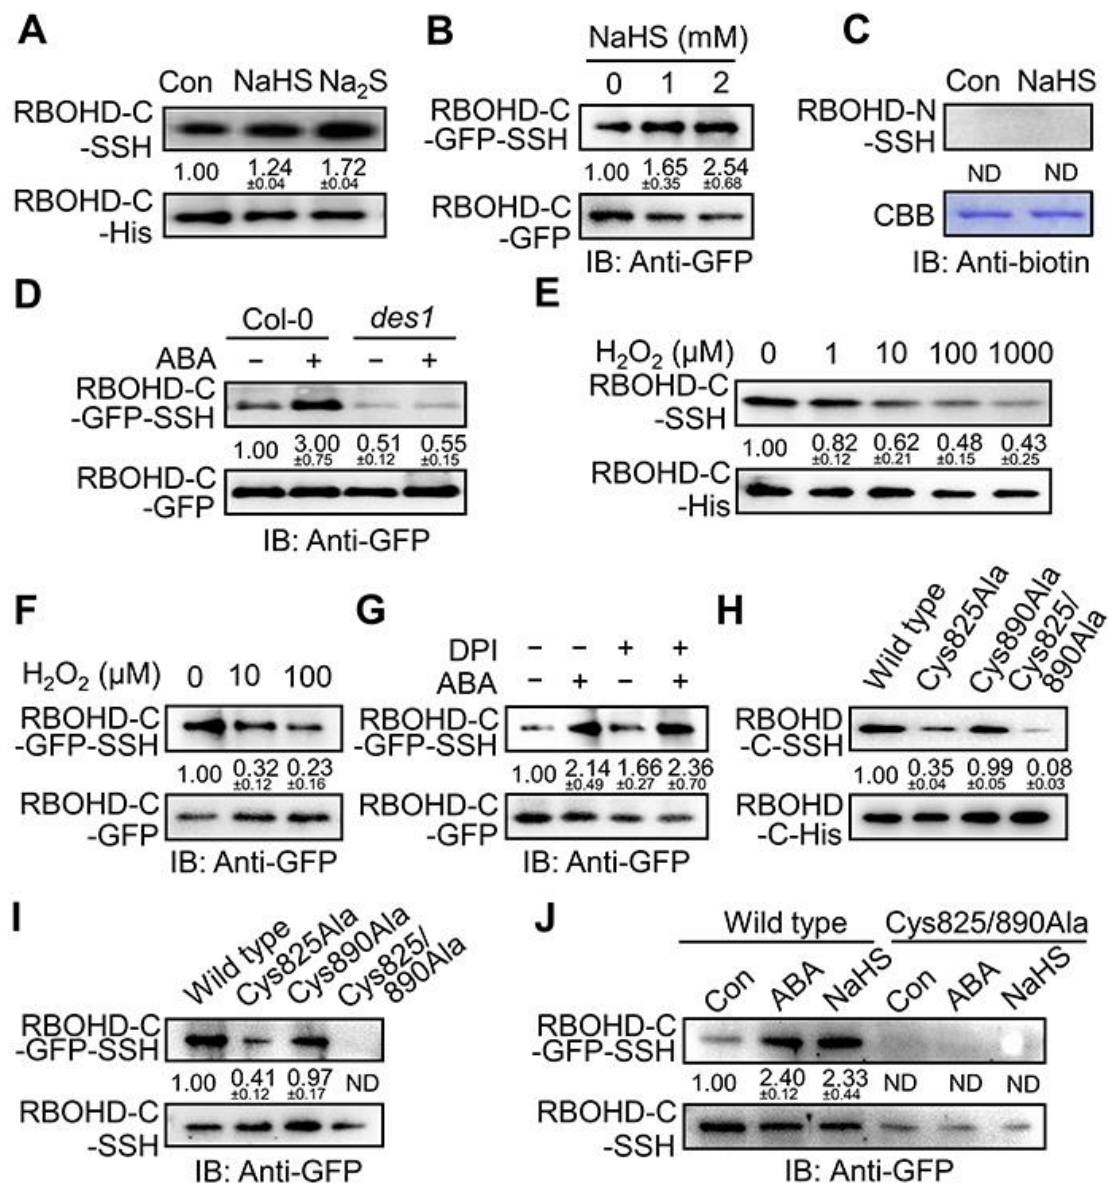 A
Con NaHS Na₂S
RBOHD-C
-SSH
1.00 1.24 1.72
±0.04 ±0.04
RBOHD-C
-His
B
NaHS (mM)
0 1 2
RBOHD-C
-GFP-SSH
1.00 1.65 2.54
±0.35 ±0.68
RBOHD-C
-GFP
IB: Anti-GFP
C
Con NaHS
RBOHD-N
-SSH
ND ND
CBB
IB: Anti-biotin
D
Col-0 des1
ABA − + − +
RBOHD-C
-GFP-SSH
1.00 3.00 0.51 0.55
±0.75 ±0.12 ±0.15
RBOHD-C
-GFP
IB: Anti-GFP
E
H₂O₂ (μM) 0 1 10 100 1000
RBOHD-C
-SSH
1.00 0.82 0.62 0.48 0.43
±0.12 ±0.21 ±0.15 ±0.25
RBOHD-C
-His
F
H₂O₂ (μM) 0 10 100
RBOHD-C
-GFP-SSH
1.00 0.32 0.23
±0.12 ±0.16
RBOHD-C
-GFP
IB: Anti-GFP
G
DPI − − + +
ABA − + − +
RBOHD-C
-GFP-SSH
1.00 2.14 1.66 2.36
±0.49 ±0.27 ±0.70
RBOHD-C
-GFP
IB: Anti-GFP
H
Wild type
Cys825Ala
Cys890Ala
Cys825/
890Ala
RBOHD
-C-SSH
1.00 0.35 0.99 0.08
±0.04 ±0.05 ±0.03
RBOHD
-C-His
I
Wild type
Cys825Ala
Cys890Ala
Cys825/
890Ala
RBOHD-C
-GFP-SSH
1.00 0.41 0.97 ND
±0.12 ±0.17
RBOHD-C
-SSH
IB: Anti-GFP
J
Wild type Cys825/890Ala
Con ABA NaHS Con ABA NaHS
RBOHD-C
-GFP-SSH
1.00 2.40 2.33 ND ND ND
±0.12 ±0.44
RBOHD-C
-SSH
IB: Anti-GFP